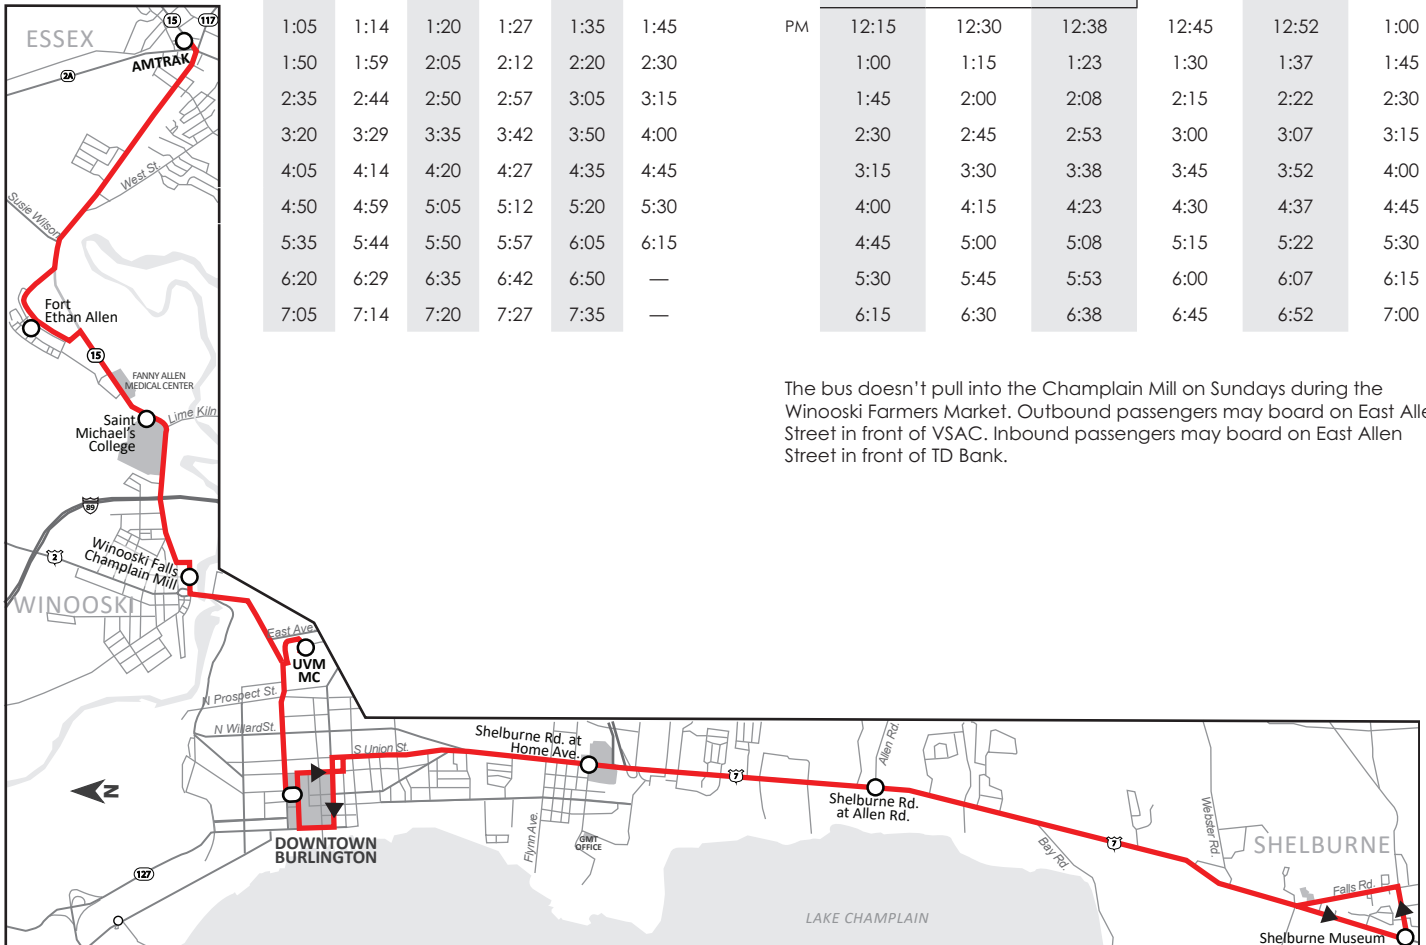 1:05 1:14 1:20 1:27 1:35 1:45
1:50 1:59 2:05 2:12 2:20 2:30
2:35 2:44 2:50 2:57 3:05 3:15
3:20 3:29 3:35 3:42 3:50 4:00
4:05 4:14 4:20 4:27 4:35 4:45
4:50 4:59 5:05 5:12 5:20 5:30
5:35 5:44 5:50 5:57 6:05 6:15
6:20 6:29 6:35 6:42 6:50 —
7:05 7:14 7:20 7:27 7:35 —
PM 12:15 12:30 12:38 12:45 12:52 1:00
1:00 1:15 1:23 1:30 1:37 1:45
1:45 2:00 2:08 2:15 2:22 2:30
2:30 2:45 2:53 3:00 3:07 3:15
3:15 3:30 3:38 3:45 3:52 4:00
4:00 4:15 4:23 4:30 4:37 4:45
4:45 5:00 5:08 5:15 5:22 5:30
5:30 5:45 5:53 6:00 6:07 6:15
6:15 6:30 6:38 6:45 6:52 7:00
The bus doesn't pull into the Champlain Mill on Sundays during the
Winooski Farmers Market. Outbound passengers may board on East Alle
Street in front of VSAC. Inbound passengers may board on East Allen
Street in front of TD Bank.
15
117
ESSEX
AMTRAK
2A
West St.
Susie Wilson
Fort
Ethan Allen
15
FANNY ALLEN
MEDICAL CENTER
Lime Kiln
Saint
Michael's
College
89
2
Winooski Falls
Champlain Mill
WINOOSKI
East Ave.
UVM
MC
N Prospect St.
N WillardSt.
S Union St.
N
DOWNTOWN
BURLINGTON
127
Shelburne Rd. at
Home Ave.
7
Flynn Ave.
GMT
OFFICE
Allen Rd.
Shelburne Rd.
at Allen Rd.
LAKE CHAMPLAIN
Bay Rd.
7
Webster Rd.
SHELBURNE
Falls Rd.
Shelburne Museum